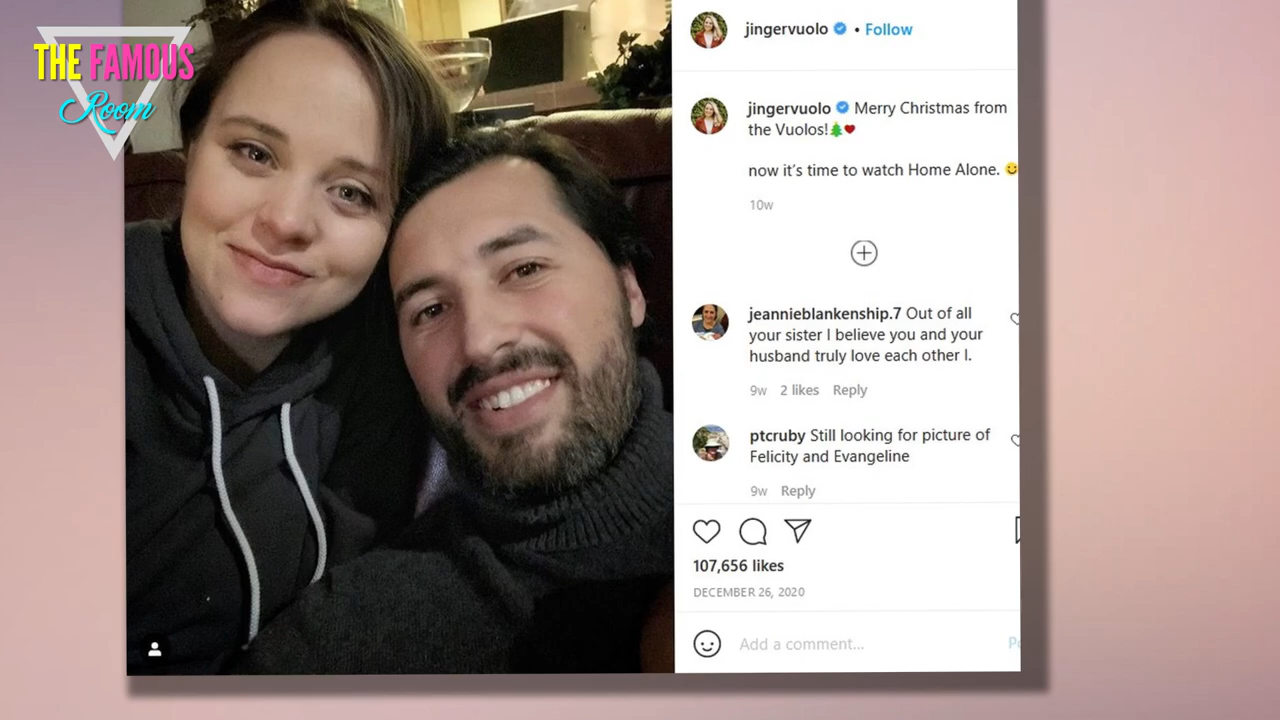 THE FAMOUS
Room
jingervuolo • Follow
jingervuolo Merry Christmas from
the Vuolos!🎄♥️
now it's time to watch Home Alone. 🙂
10w
jeannieblankenship.7 Out of all
your sister I believe you and your
husband truly love each other I.
9w 2 likes Reply
ptcruby Still looking for picture of
Felicity and Evangeline
9w Reply
107,656 likes
DECEMBER 26, 2020
Add a comment...